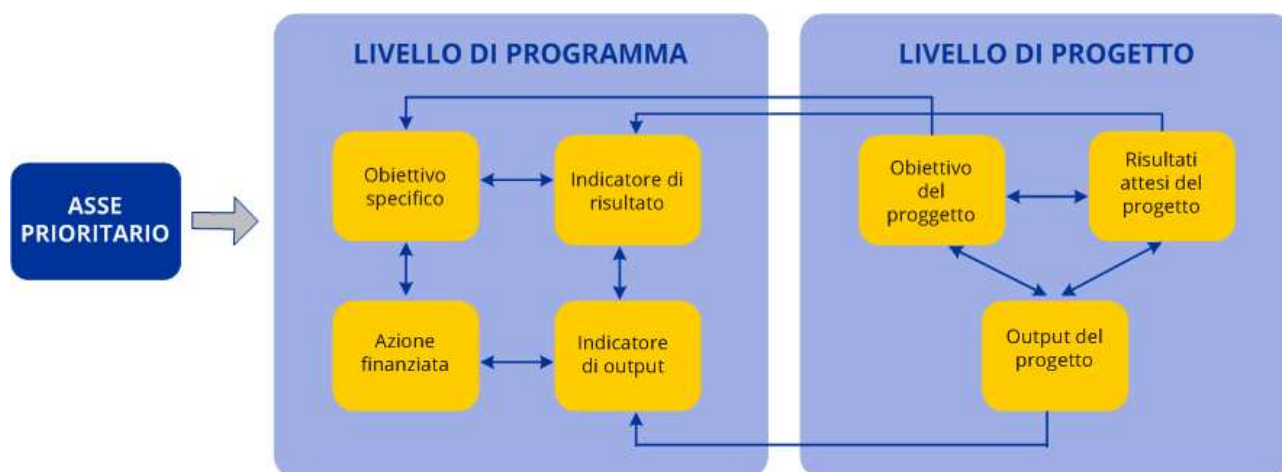 LIVELLO DI PROGRAMMA
LIVELLO DI PROGETTO
ASSE
PRIORITARIO
Obiettivo
specifico
Indicatore di
risultato
Azione
finanziata
Indicatore
di output
Obiettivo
del
proggetto
Risultati
attesi del
progetto
Output del
progetto